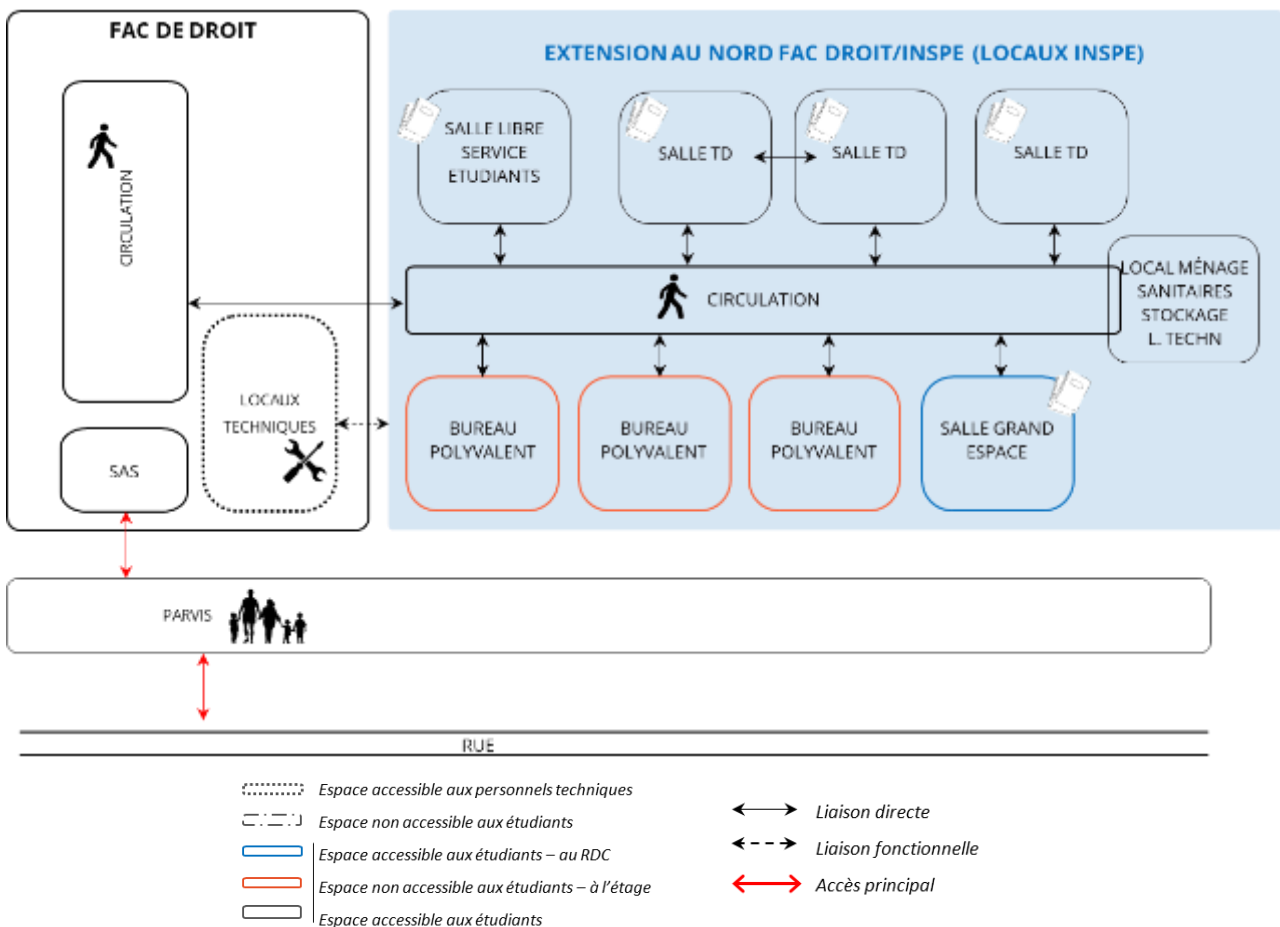 FAC DE DROIT
EXTENSION AU NORD FAC DROIT/INSPE (LOCAUX INSPE)
CIRCULATION
SALLE LIBRE
SERVICE
ETUDIANTS
SALLE TD
SALLE TD
SALLE TD
CIRCULATION
LOCAL MÉNAGE
SANITAIRES
STOCKAGE
L. TECHN
LOCAUX
TECHNIQUES
SAS
BUREAU
POLYVALENT
BUREAU
POLYVALENT
BUREAU
POLYVALENT
SALLE GRAND
ESPACE
PARVIS
RUE
Espace accessible aux personnels techniques
Espace non accessible aux étudiants
Espace accessible aux étudiants – au RDC
Espace non accessible aux étudiants – à l'étage
Espace accessible aux étudiants
Liaison directe
Liaison fonctionnelle
Accès principal